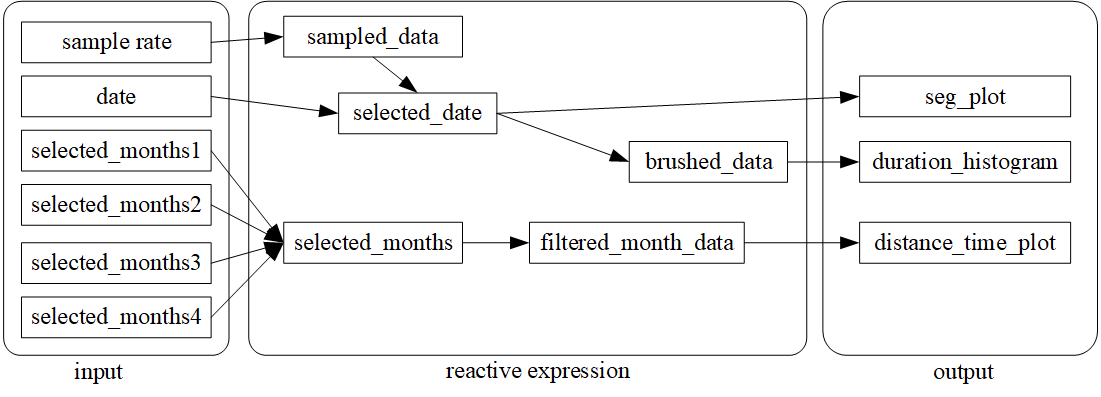 sample rate
date
selected_months1
selected_months2
selected_months3
selected_months4
input
sampled_data
selected_date
brushed_data
selected_months
filtered_month_data
reactive expression
seg_plot
duration_histogram
distance_time_plot
output